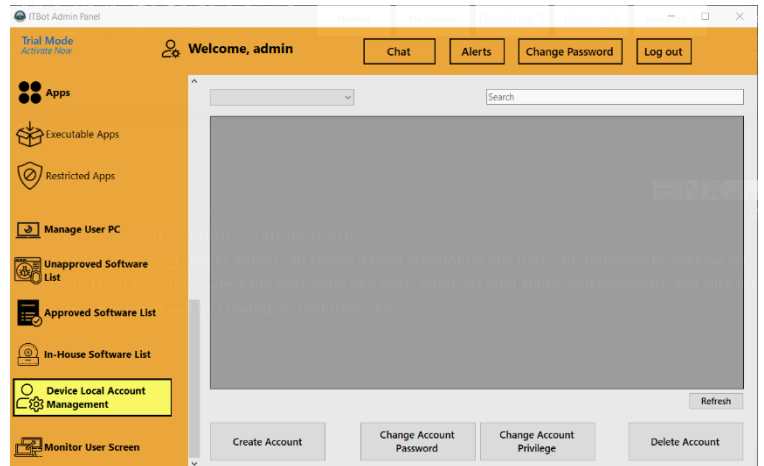 ITBot Admin Panel
Trial Mode
Activate Now
Welcome, admin
Chat
Alerts
Change Password
Log out
Apps
Executable Apps
Restricted Apps
Manage User PC
Unapproved Software
List
Approved Software List
In-House Software List
Device Local Account
Management
Monitor User Screen
Search
Refresh
Create Account
Change Account
Password
Change Account
Privilege
Delete Account